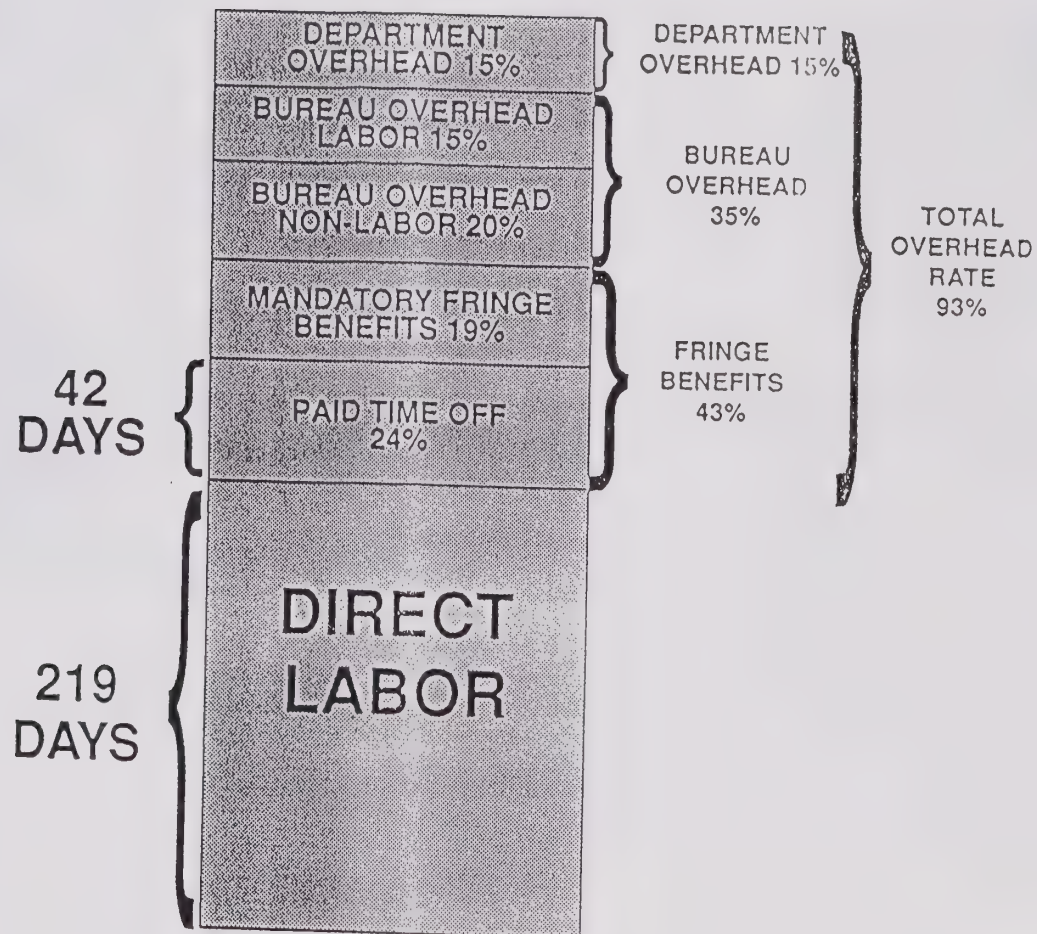 DEPARTMENT
OVERHEAD 15%
BUREAU OVERHEAD
LABOR 15%
BUREAU OVERHEAD
NON-LABOR 20%
MANDATORY FRINGE
BENEFITS 19%
PAID TIME OFF
24%
DIRECT
LABOR
42
DAYS
219
DAYS
DEPARTMENT
OVERHEAD 15%
BUREAU
OVERHEAD
35%
FRINGE
BENEFITS
43%
TOTAL
OVERHEAD
RATE
93%